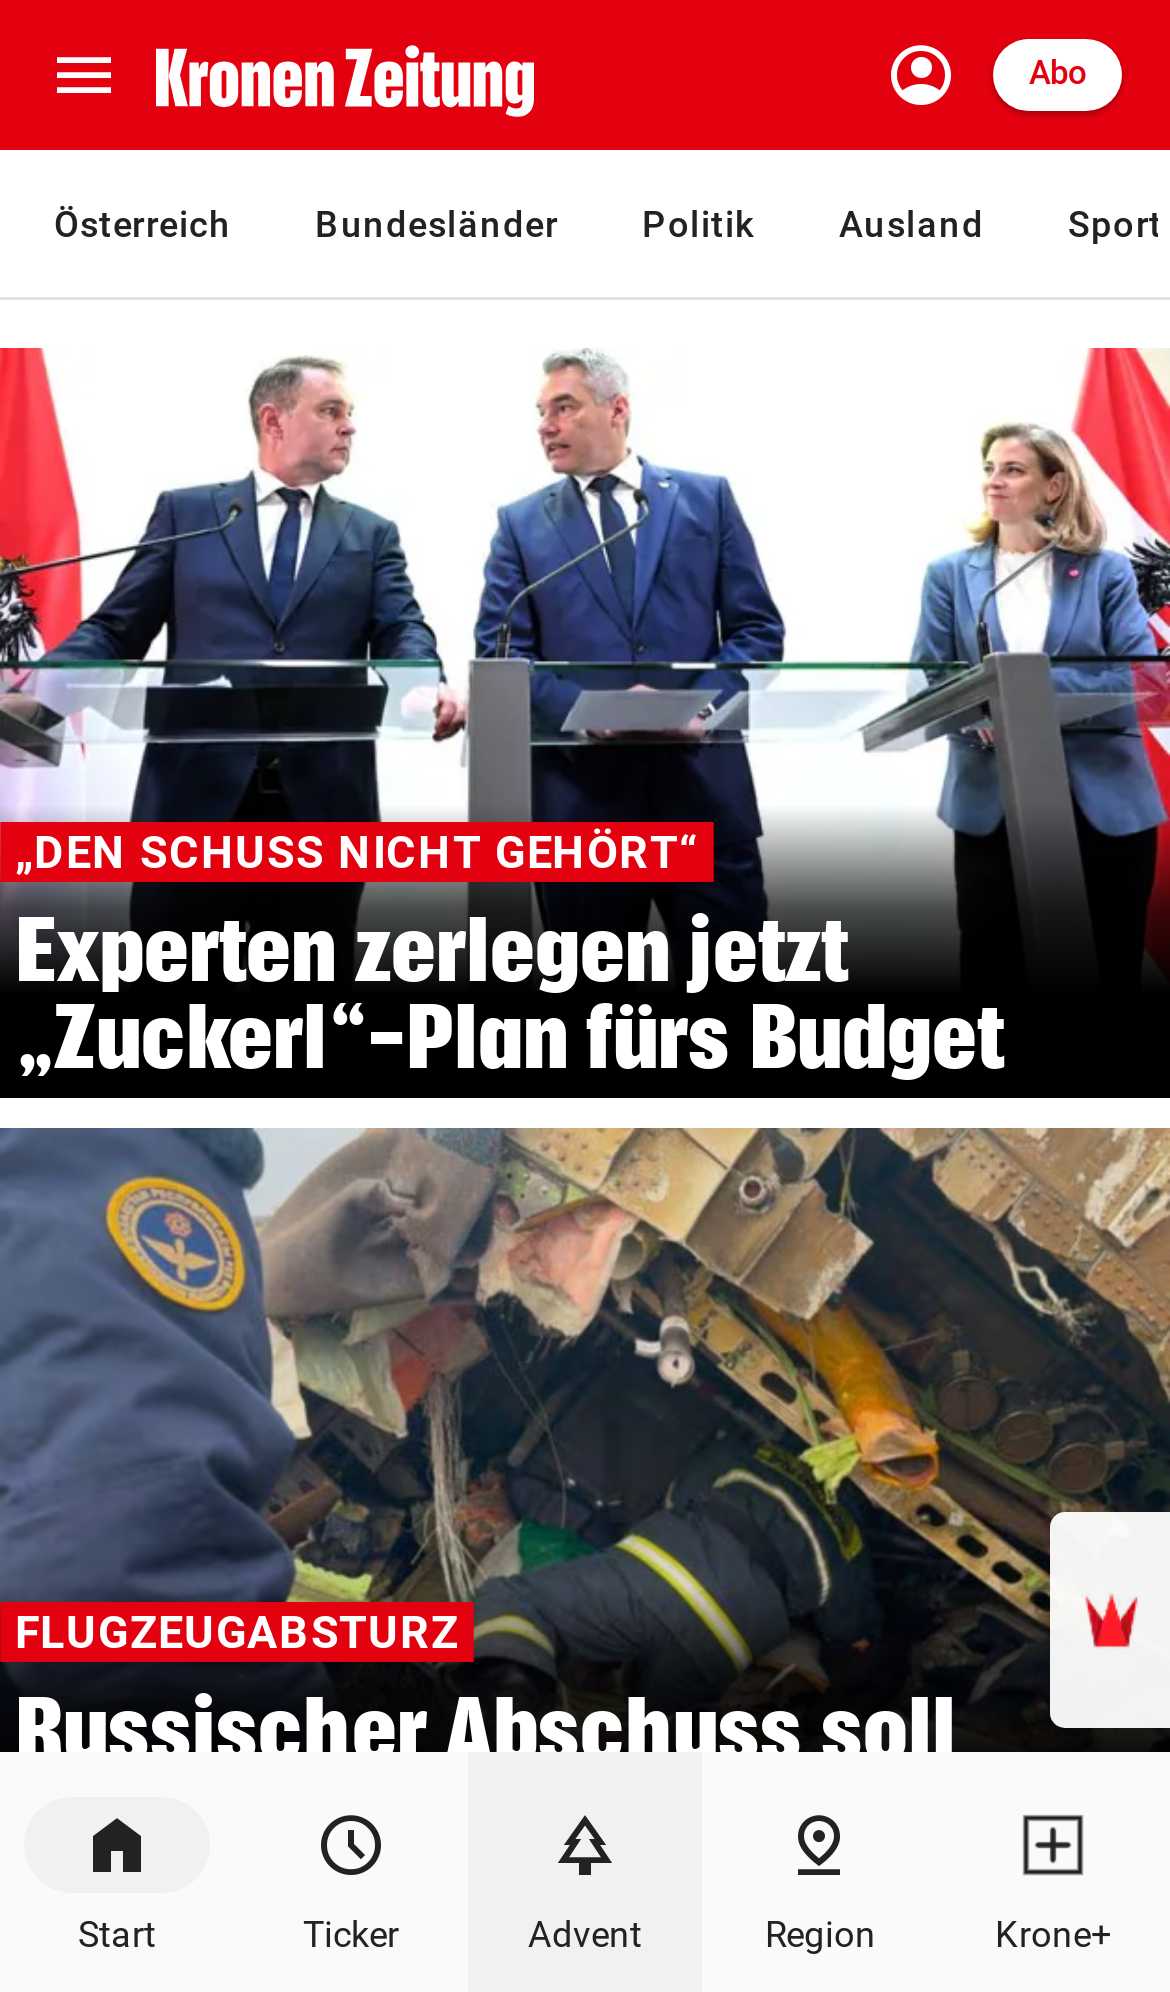 Kronen Zeitung
Abo
Österreich Bundesländer Politik Ausland Sport
„DEN SCHUSS NICHT GEHÖRT“
Experten zerlegen jetzt
„Zuckerl“-Plan fürs Budget
FLUGZEUGABSTURZ
Russischer Abschuss soll
Start Ticker Advent Region Krone+